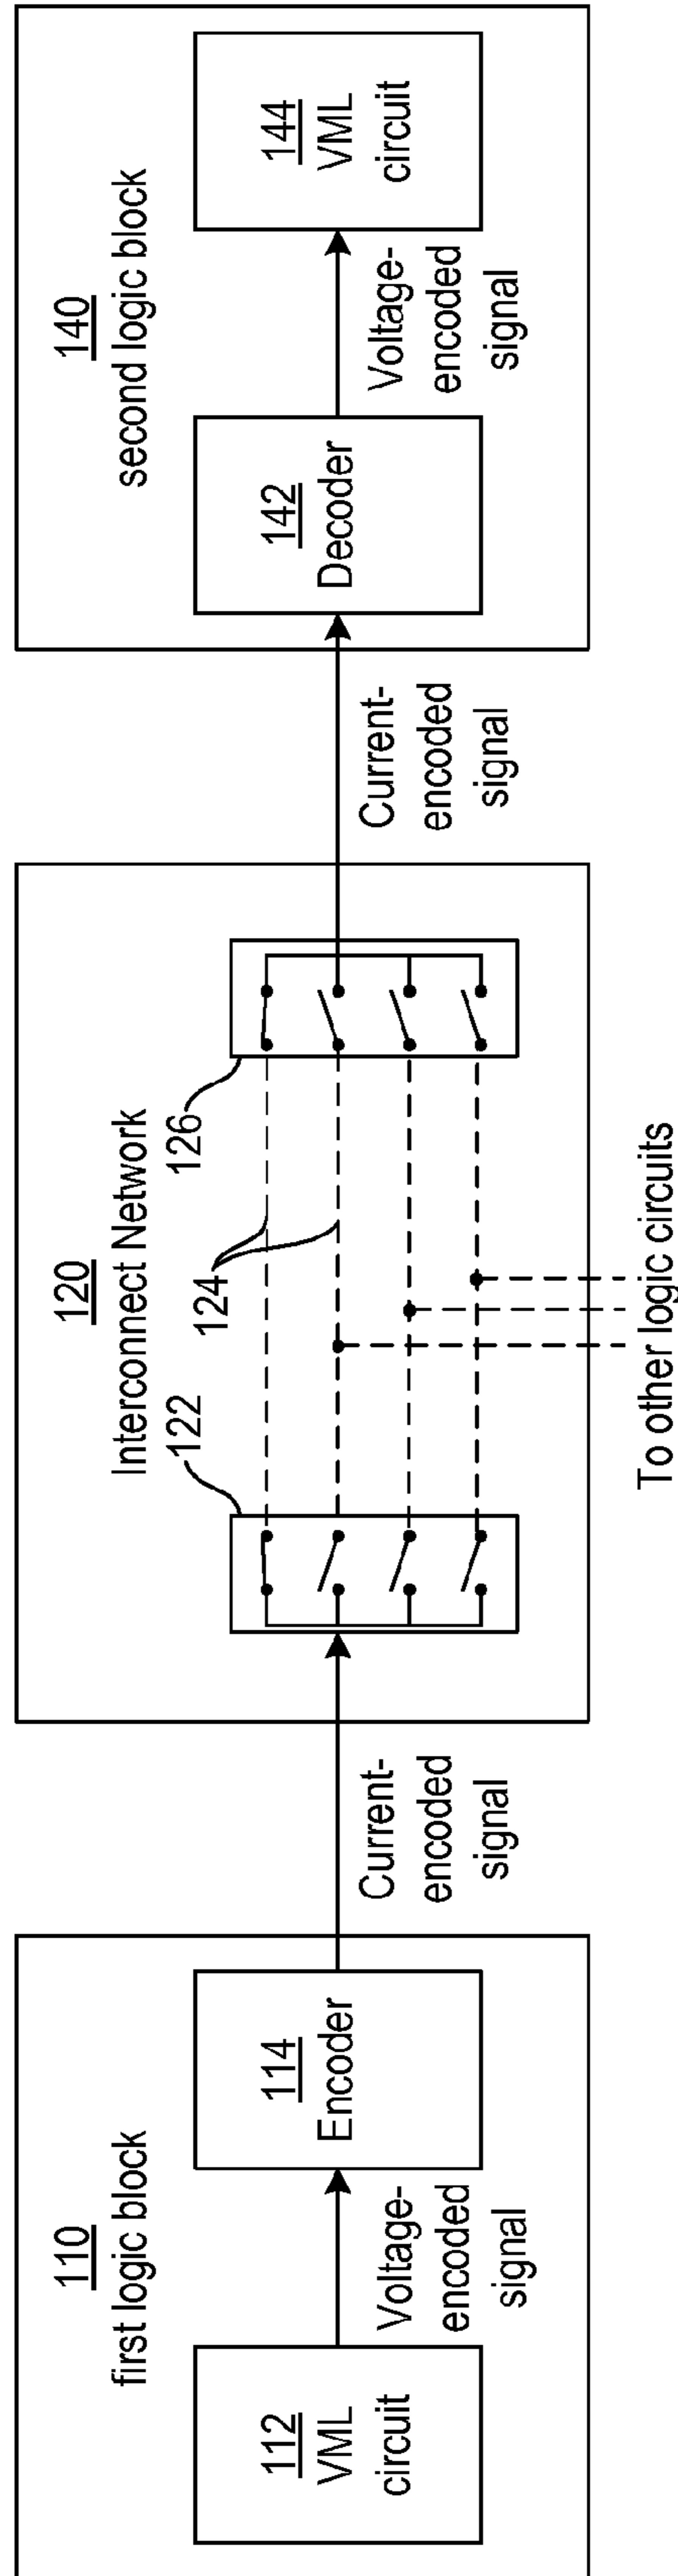 110
first logic block
112
VML
circuit
Voltage-
encoded
signal
114
Encoder
Current-
encoded
signal
120
Interconnect Network
122
124
126
To other logic circuits
Current-
encoded
signal
140
second logic block
142
Decoder
Voltage-
encoded
signal
144
VML
circuit